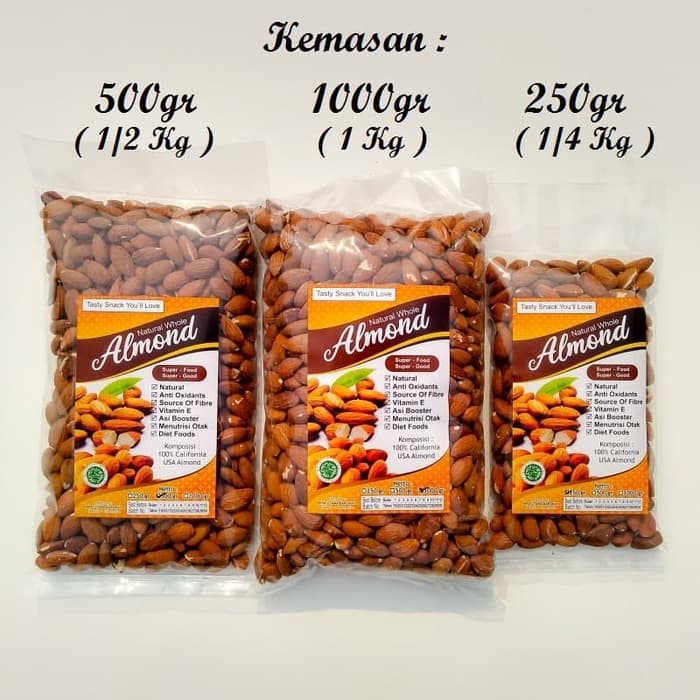 Kemasan :
500gr
( 1/2 Kg )
1000gr
( 1 Kg )
250gr
( 1/4 Kg )
Tasty Snack You'll Love
Natural Whole
Almond
Super - Food
Super - Good
Natural
Anti Oxidants
Source Of Fibre
Vitamin E
Asi Booster
Menutrisi Otak
Diet Foods
Komposisi :
100% California
USA Almond
Netto
Tasty Snack You'll Love
Natural Whole
Almond
Super - Food
Super - Good
Natural
Anti Oxidants
Source Of Fibre
Vitamin E
Asi Booster
Menutrisi Otak
Diet Foods
Komposisi :
100% California
USA Almond
Netto
Tasty Snack You'll Love
Natural Whole
Almond
Super - Food
Super - Good
Natural
Anti Oxidants
Source Of Fibre
Vitamin E
Asi Booster
Menutrisi Otak
Diet Foods
Komposisi :
100% California
USA Almond
Netto